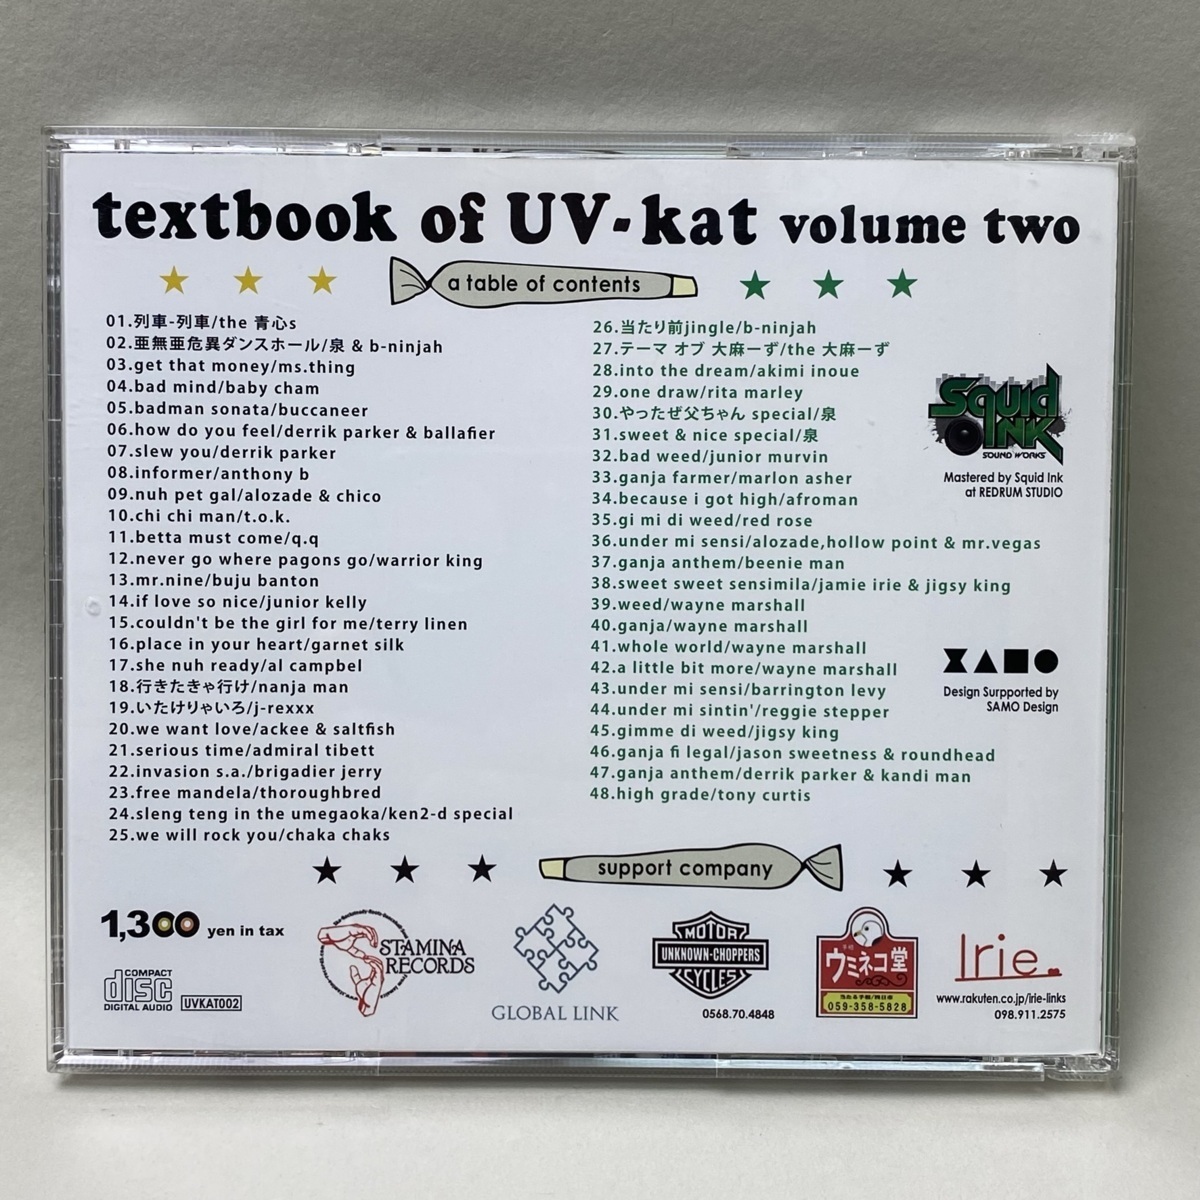 textbook of UV-kat volume two
a table of contents
01.列車-列車/the 青心s
02.亜無亜危異ダンスホール/泉 & b-ninjah
03.get that money/ms.thing
04.bad mind/baby cham
05.badman sonata/buccaneer
06.how do you feel/derrik parker & ballafier
07.slew you/derrik parker
08.informer/anthony b
09.nuh pet gal/alozade & chico
10.chi chi man/t.o.k.
11.betta must come/q.q
12.never go where pagons go/warrior king
13.mr.nine/buju banton
14.if love so nice/junior kelly
15.couldn't be the girl for me/terry linen
16.place in your heart/garnet silk
17.she nuh ready/al campbel
18.行きたきゃ行け/nanja man
19.いたけりゃいろ/j-rexxx
20.we want love/ackee & saltfish
21.serious time/admiral tibett
22.invasion s.a./brigadier jerry
23.free mandela/thoroughbred
24.sleng teng in the umegaoka/ken2-d special
25.we will rock you/chaka chaks
26.当たり前jingle/b-ninjah
27.テーマ オブ 大麻一ず/the 大麻一ず
28.into the dream/akimi inoue
29.one draw/rita marley
30.やったぜ父ちゃん special/泉
31.sweet & nice special/泉
32.bad weed/junior murvin
33.ganja farmer/marlon asher
34.because i got high/afroman
35.gi mi di weed/red rose
36.under mi sensi/alozade,hollow point & mr.vegas
37.ganja anthem/beenie man
38.sweet sweet sensimila/jamie irie & jigsy king
39.weed/wayne marshall
40.ganja/wayne marshall
41.whole world/wayne marshall
42.a little bit more/wayne marshall
43.under mi sensi/barrington levy
44.under mi sintin'/reggie stepper
45.gimme di weed/jigsy king
46.ganja fi legal/jason sweetness & roundhead
47.ganja anthem/derrik parker & kandi man
48.high grade/tony curtis
Squid
INK
SOUND WORKS
Mastered by Squid Ink
at REDRUM STUDIO
XAMO
Design Surpported by
SAMO Design
support company
1,300 yen in tax
COMPACT
disc
DIGITAL AUDIO
UVKAT002
STAMINA
RECORDS
GLOBAL LINK
MOTOR
UNKNOWN-CHOPPERS
CYCLES
0568.70.4848
ウミネコ堂
059-358-5828
Irie.
www.rakuten.co.jp/irie-links
098.911.2575